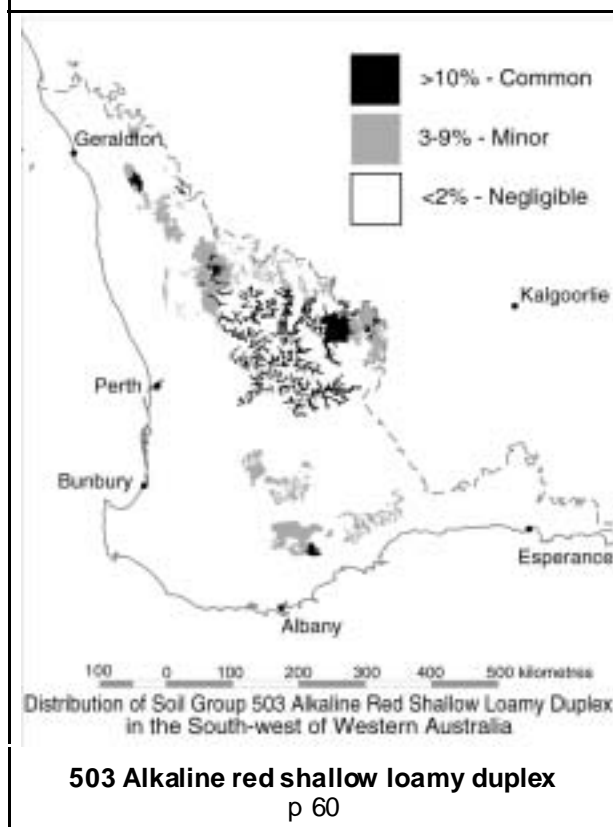 >10% - Common
3-9% - Minor
<2% - Negligible
Geraldton
Kalgoorlie
Perth
Bunbury
Esperance
Albany
100 0 100 200 300 400 500 kilometres
Distribution of Soil Group 503 Alkaline Red Shallow Loamy Duplex
in the South-west of Western Australia
503 Alkaline red shallow loamy duplex
p 60